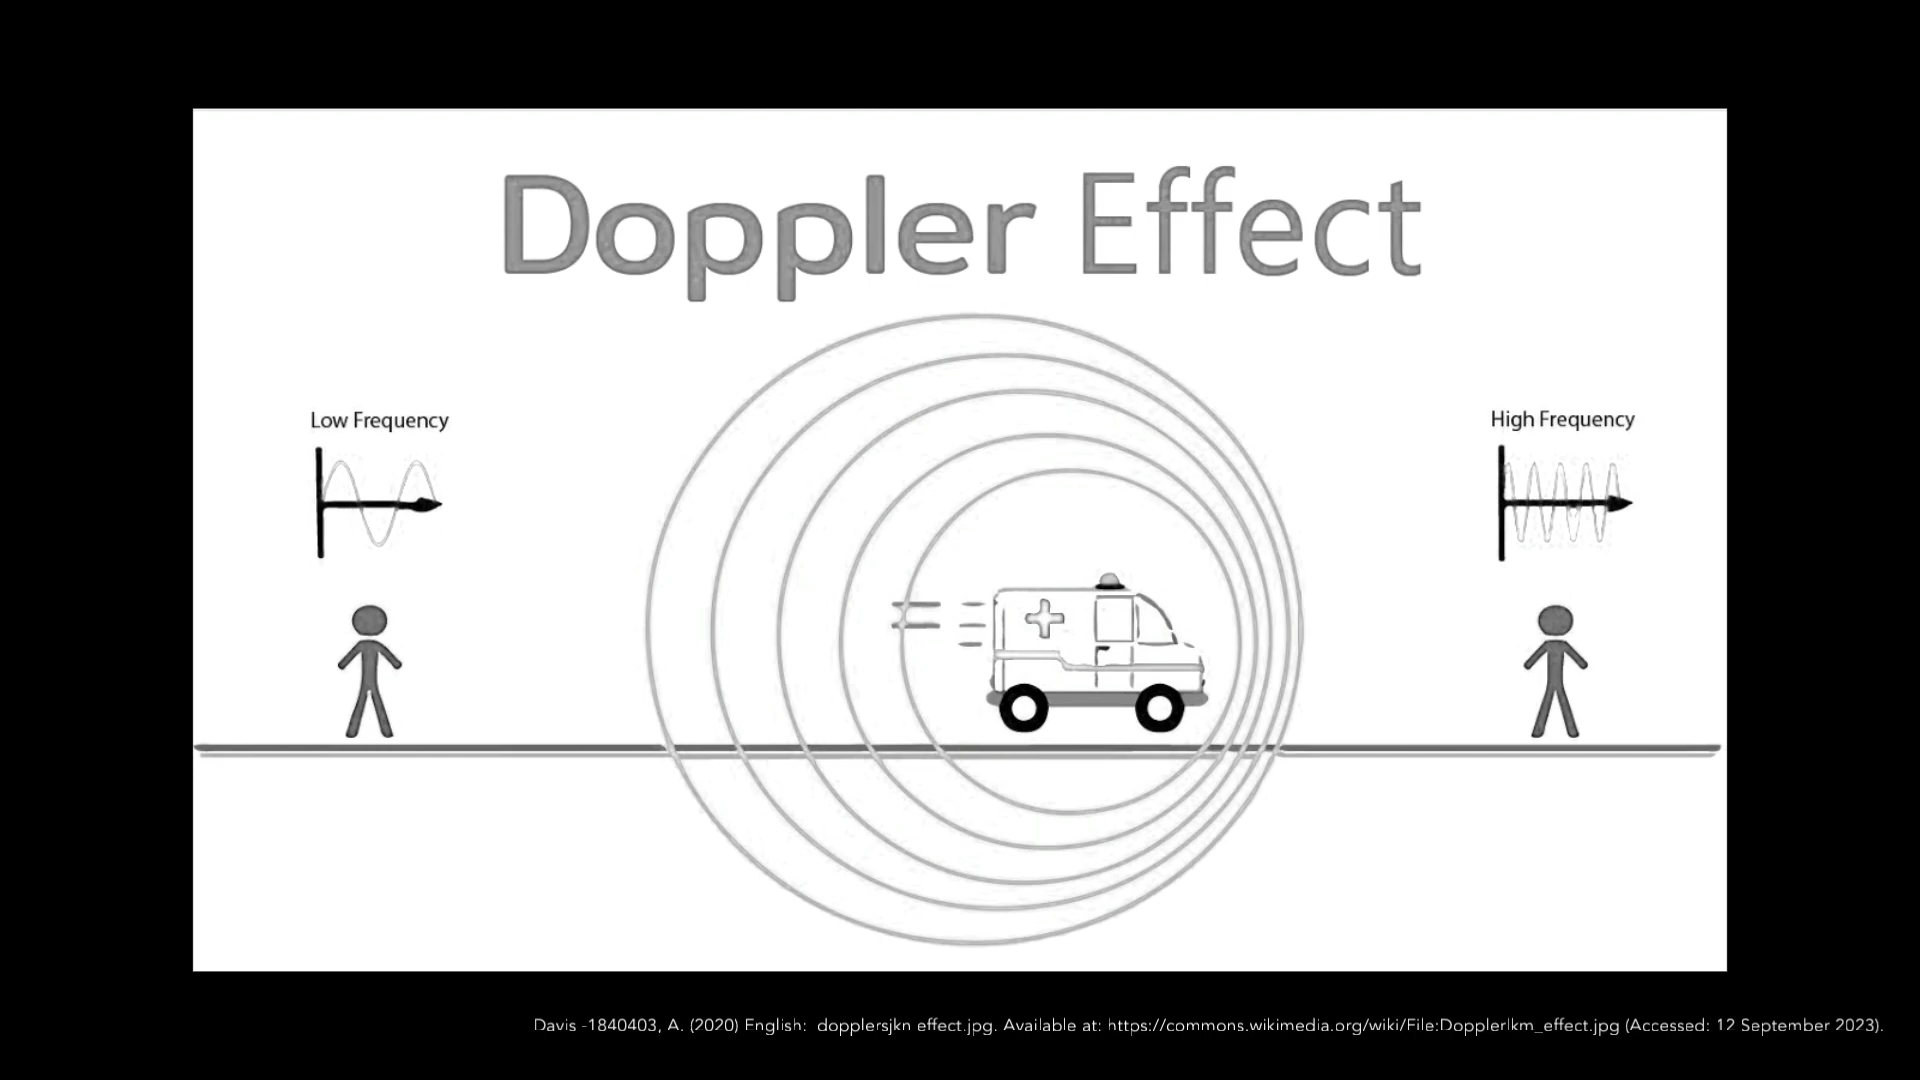 Doppler Effect
Low Frequency
High Frequency
Davis -1840403, A. (2020) English: dopplersjkn effect.jpg. Available at: https://commons.wikimedia.org/wiki/File:Dopplerlkm_effect.jpg (Accessed: 12 September 2023).